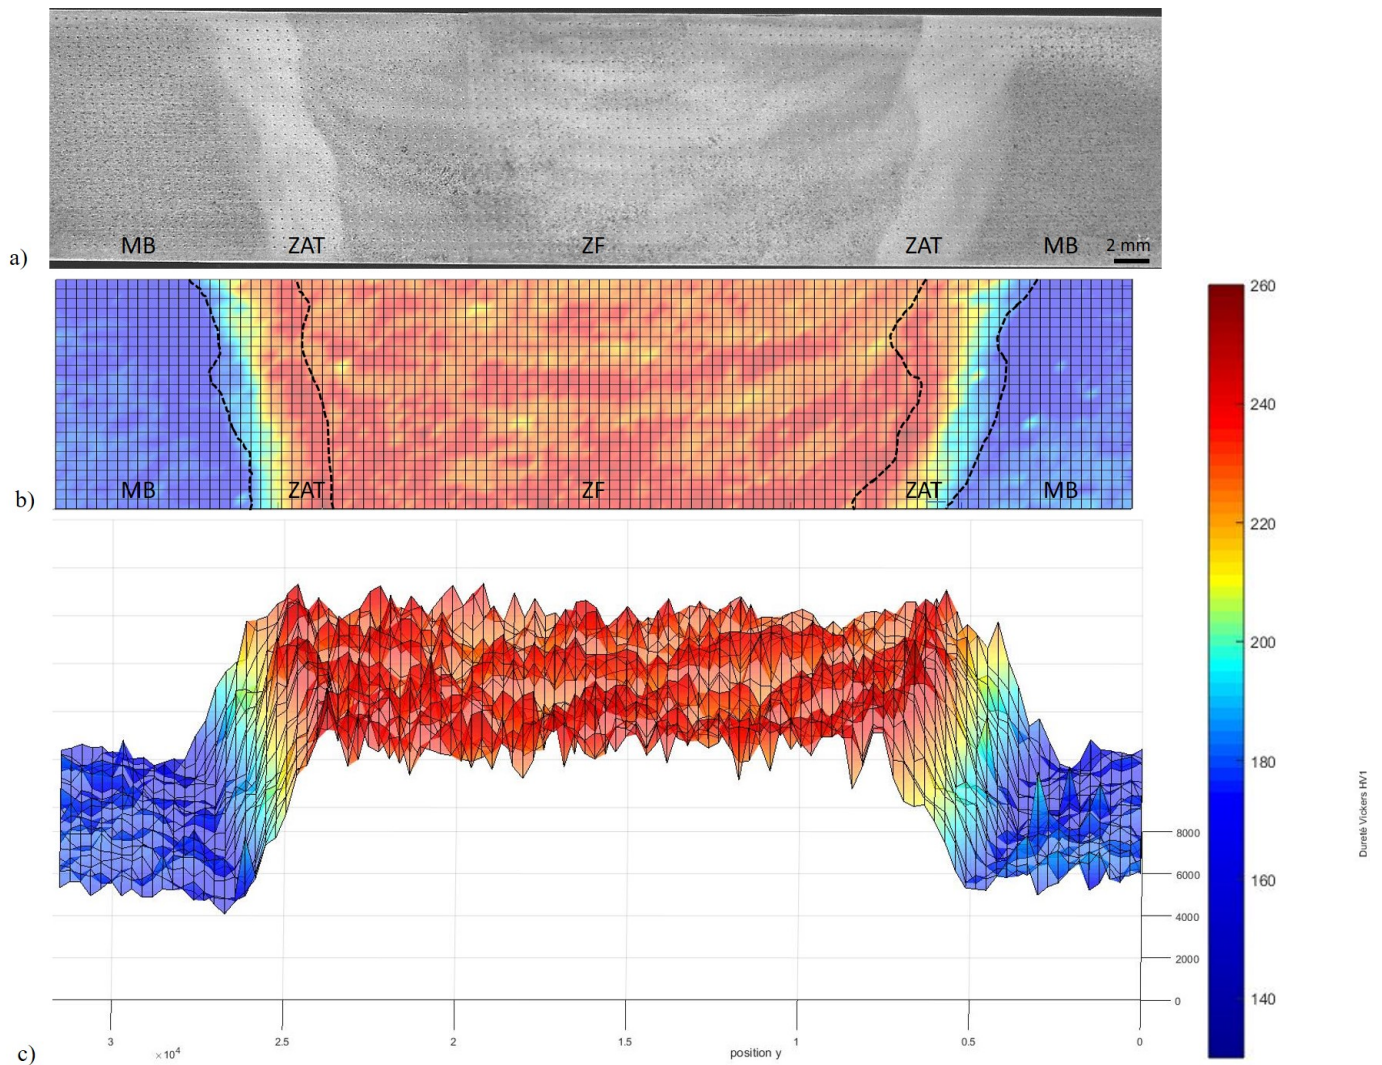 MB ZAT ZF ZAT MB
2 mm
a)
MB ZAT ZF ZAT MB
b)
260
240
220
200
180
160
140
Dureté Vickers HV1
8000
6000
4000
2000
0
3 2.5 2 1.5 1 0.5 0
×10⁴ position y
c)